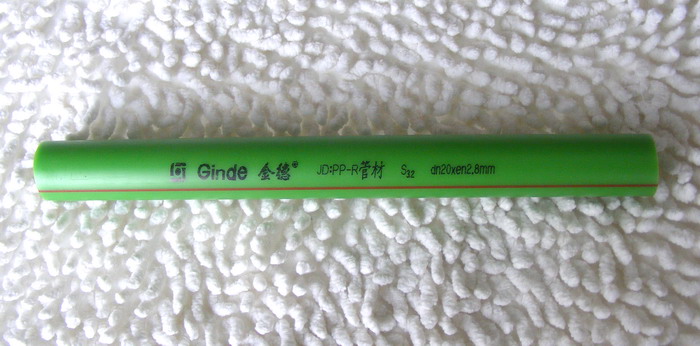 Ginde 金德® JD:PP-R管材 S3.2 dn20xen2.8mm